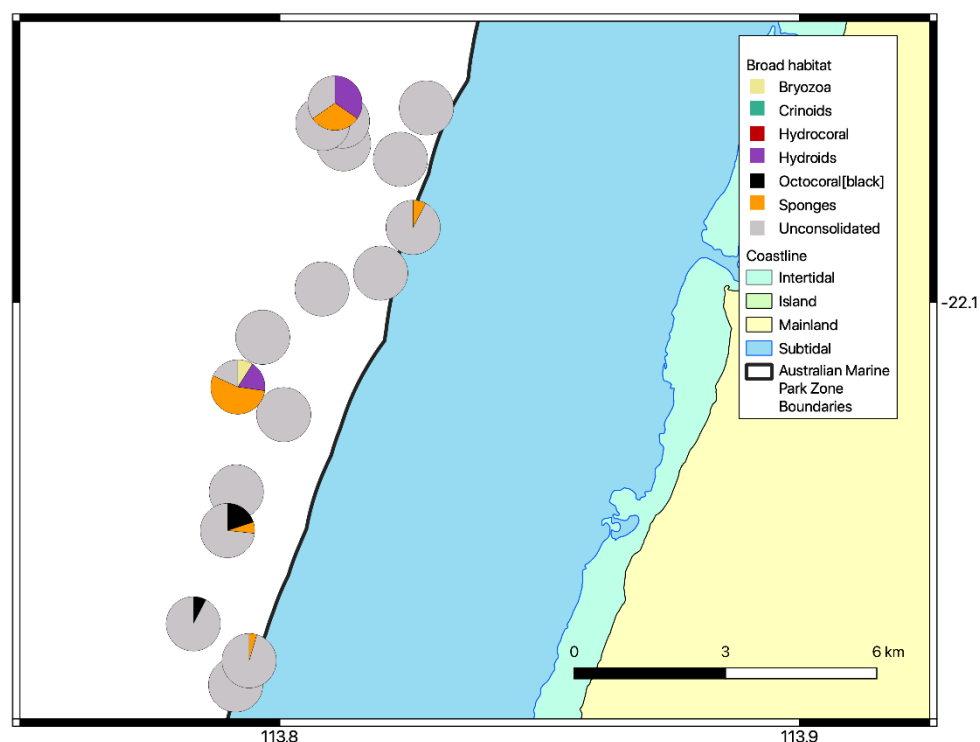 Broad habitat
Bryozoa
Crinoids
Hydrocoral
Hydroids
Octocoral[black]
Sponges
Unconsolidated
Coastline
Intertidal
Island
Mainland
Subtidal
Australian Marine
Park Zone
Boundaries
-22.1
0 3 6 km
113.8 113.9